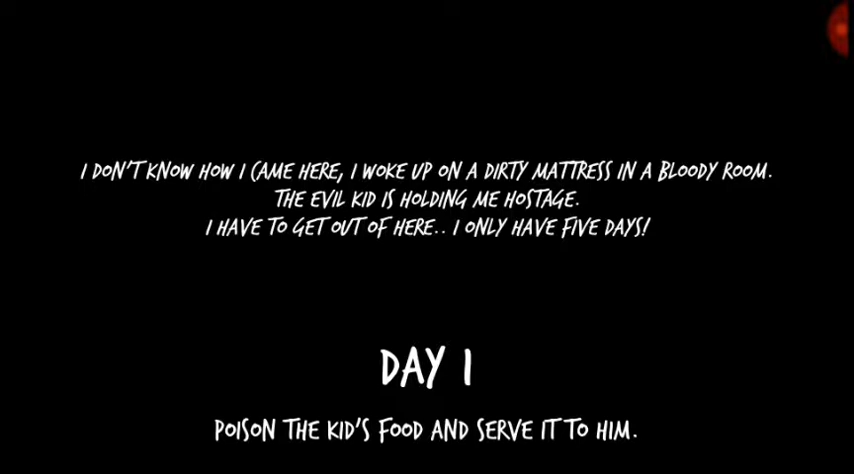 I DON'T KNOW HOW I CAME HERE, I WOKE UP ON A DIRTY MATTRESS IN A BLOODY ROOM.
THE EVIL KID IS HOLDING ME HOSTAGE.
I HAVE TO GET OUT OF HERE.. I ONLY HAVE FIVE DAYS!
DAY 1
POISON THE KID'S FOOD AND SERVE IT TO HIM.